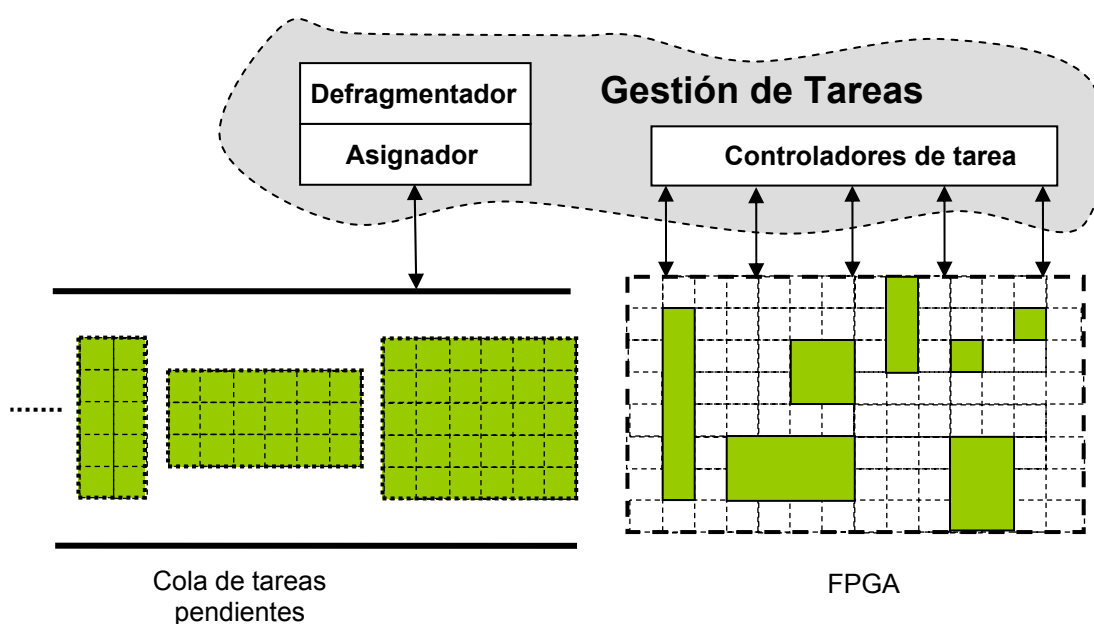 Gestión de Tareas
Defragmentador
Asignador
Controladores de tarea
Cola de tareas
pendientes
FPGA